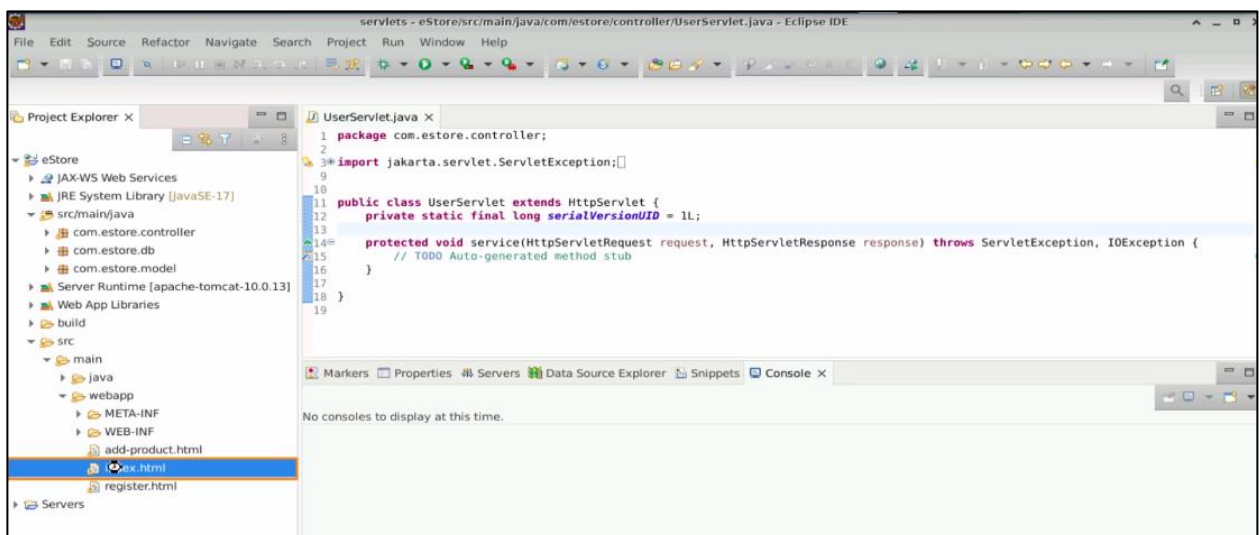 servlets - eStore/src/main/java/com/estore/controller/UserServlet.java - Eclipse IDE
File Edit Source Refactor Navigate Search Project Run Window Help
Project Explorer
eStore
JAX-WS Web Services
JRE System Library [JavaSE-17]
src/main/java
com.estore.controller
com.estore.db
com.estore.model
Server Runtime [apache-tomcat-10.0.13]
Web App Libraries
build
src
main
java
webapp
META-INF
WEB-INF
add-product.html
register.html
Servers
UserServlet.java
1 package com.estore.controller;
2
3 import jakarta.servlet.ServletException;
9
10
11 public class UserServlet extends HttpServlet {
12 private static final long serialVersionUID = 1L;
13
14 protected void service(HttpServletRequest request, HttpServletResponse response) throws ServletException, IOException {
15 // TODO Auto-generated method stub
16 }
17
18 }
19
Markers Properties Servers Data Source Explorer Snippets Console
No consoles to display at this time.